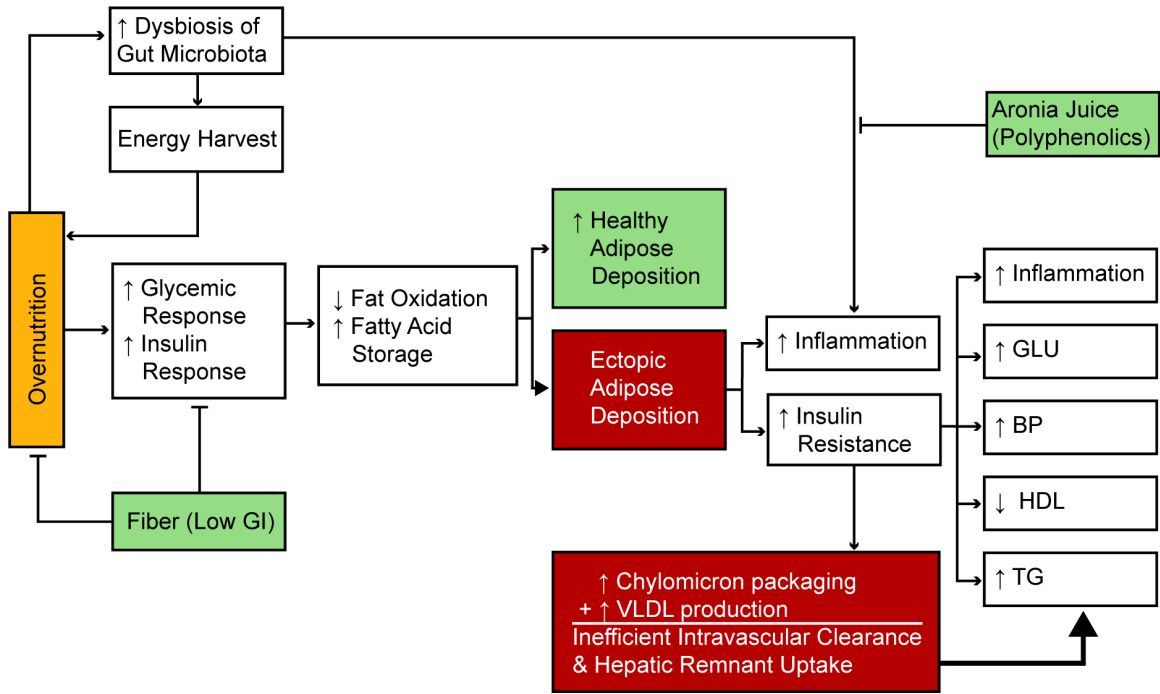 ↑ Dysbiosis of
Gut Microbiota
Energy Harvest
Aronia Juice
(Polyphenolics)
Overnutrition
↑ Glycemic
Response
↑ Insulin
Response
↓ Fat Oxidation
↑ Fatty Acid
Storage
↑ Healthy
Adipose
Deposition
Ectopic
Adipose
Deposition
↑ Inflammation
↑ Insulin
Resistance
↑ Inflammation
↑ GLU
↑ BP
↓ HDL
↑ TG
Fiber (Low GI)
↑ Chylomicron packaging
+ ↑ VLDL production
Inefficient Intravascular Clearance
& Hepatic Remnant Uptake